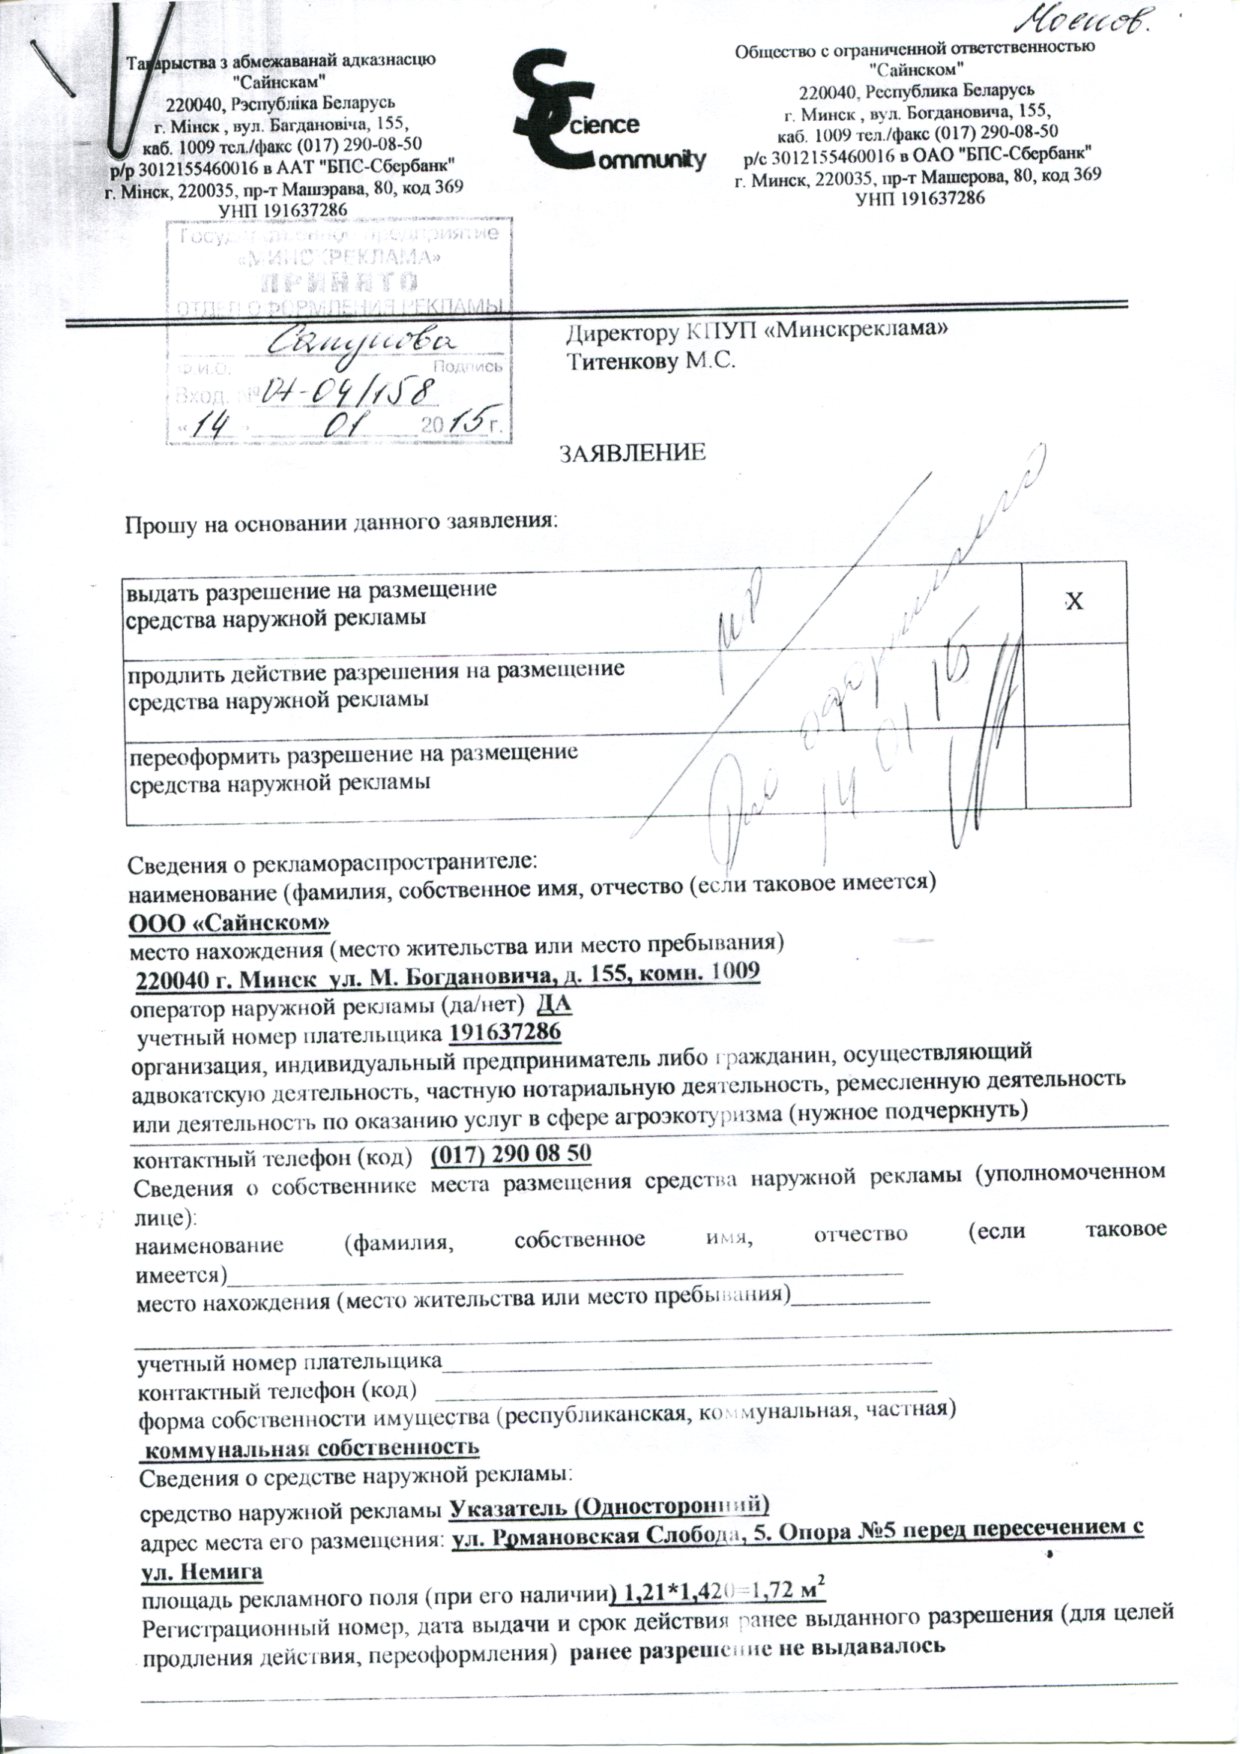 Моенов.
Таварыства з абмежаванай адказнасцю
"Сайнскам"
220040, Рэспубліка Беларусь
г. Мінск , вул. Багдановіча, 155,
каб. 1009 тел./факс (017) 290-08-50
р/р 3012155460016 в ААТ "БПС-Сбербанк"
г. Мінск, 220035, пр-т Машэрава, 80, код 369
УНП 191637286
Science
Community
Общество с ограниченной ответственностью
"Сайнском"
220040, Республика Беларусь
г. Минск , вул. Богдановича, 155,
каб. 1009 тел./факс (017) 290-08-50
р/с 3012155460016 в ОАО "БПС-Сбербанк"
г. Минск, 220035, пр-т Машерова, 80, код 369
УНП 191637286
Государственное предприятие
«МИНСКРЕКЛАМА»
ПРИНЯТО
ОТДЕЛ ОФОРМЛЕНИЯ РЕКЛАМЫ
Сапунова
Ф.И.О. Подпись
Вход. № 01-04/158
«14» 01 2015 г.
Директору КПУП «Минскреклама»
Титенкову М.С.
ЗАЯВЛЕНИЕ
Прошу на основании данного заявления:
выдать разрешение на размещение
средства наружной рекламы
X
продлить действие разрешения на размещение
средства наружной рекламы
переоформить разрешение на размещение
средства наружной рекламы
14 01 15
Сведения о рекламораспространителе:
наименование (фамилия, собственное имя, отчество (если таковое имеется)
ООО «Сайнском»
место нахождения (место жительства или место пребывания)
220040 г. Минск ул. М. Богдановича, д. 155, комн. 1009
оператор наружной рекламы (да/нет) ДА
учетный номер плательщика 191637286
организация, индивидуальный предприниматель либо гражданин, осуществляющий
адвокатскую деятельность, частную нотариальную деятельность, ремесленную деятельность
или деятельность по оказанию услуг в сфере агроэкотуризма (нужное подчеркнуть)
контактный телефон (код) (017) 290 08 50
Сведения о собственнике места размещения средства наружной рекламы (уполномоченном
лице):
наименование (фамилия, собственное имя, отчество (если таковое
имеется)
место нахождения (место жительства или место пребывания)
учетный номер плательщика
контактный телефон (код)
форма собственности имущества (республиканская, коммунальная, частная)
коммунальная собственность
Сведения о средстве наружной рекламы:
средство наружной рекламы Указатель (Односторонний)
адрес места его размещения: ул. Романовская Слобода, 5. Опора №5 перед пересечением с
ул. Немига
площадь рекламного поля (при его наличии) 1,21*1,420=1,72 м²
Регистрационный номер, дата выдачи и срок действия ранее выданного разрешения (для целей
продления действия, переоформления) ранее разрешение не выдавалось